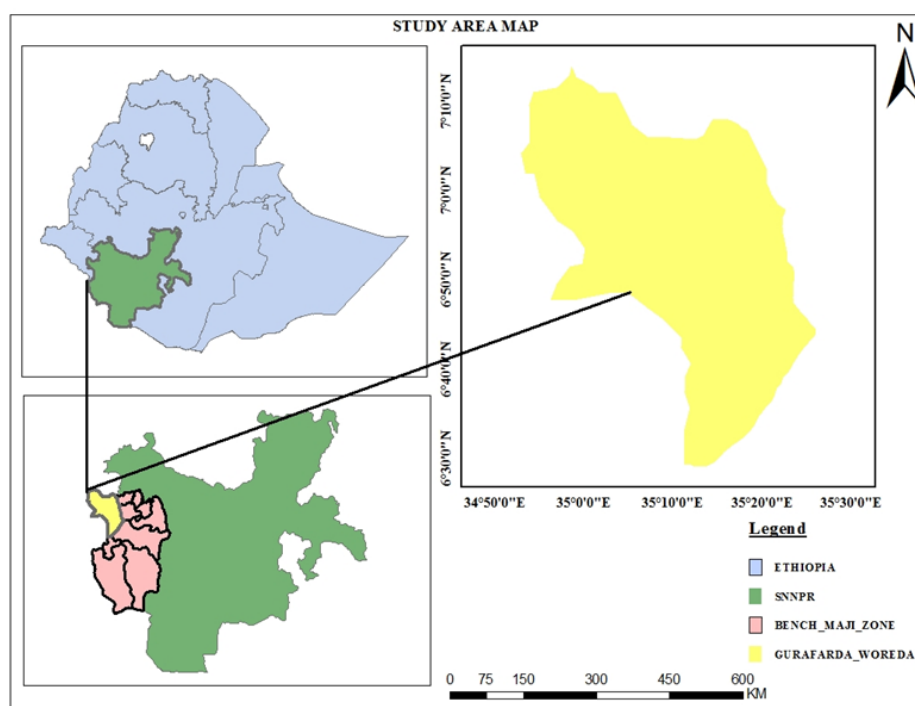 STUDY AREA MAP
N
7°10'0"N
7°0'0"N
6°50'0"N
6°40'0"N
6°30'0"N
34°50'0"E
35°0'0"E
35°10'0"E
35°20'0"E
35°30'0"E
Legend
ETHIOPIA
SNNPR
BENCH_MAJI_ZONE
GURAFARDA_WOREDA
0 75 150 300 450 600
KM